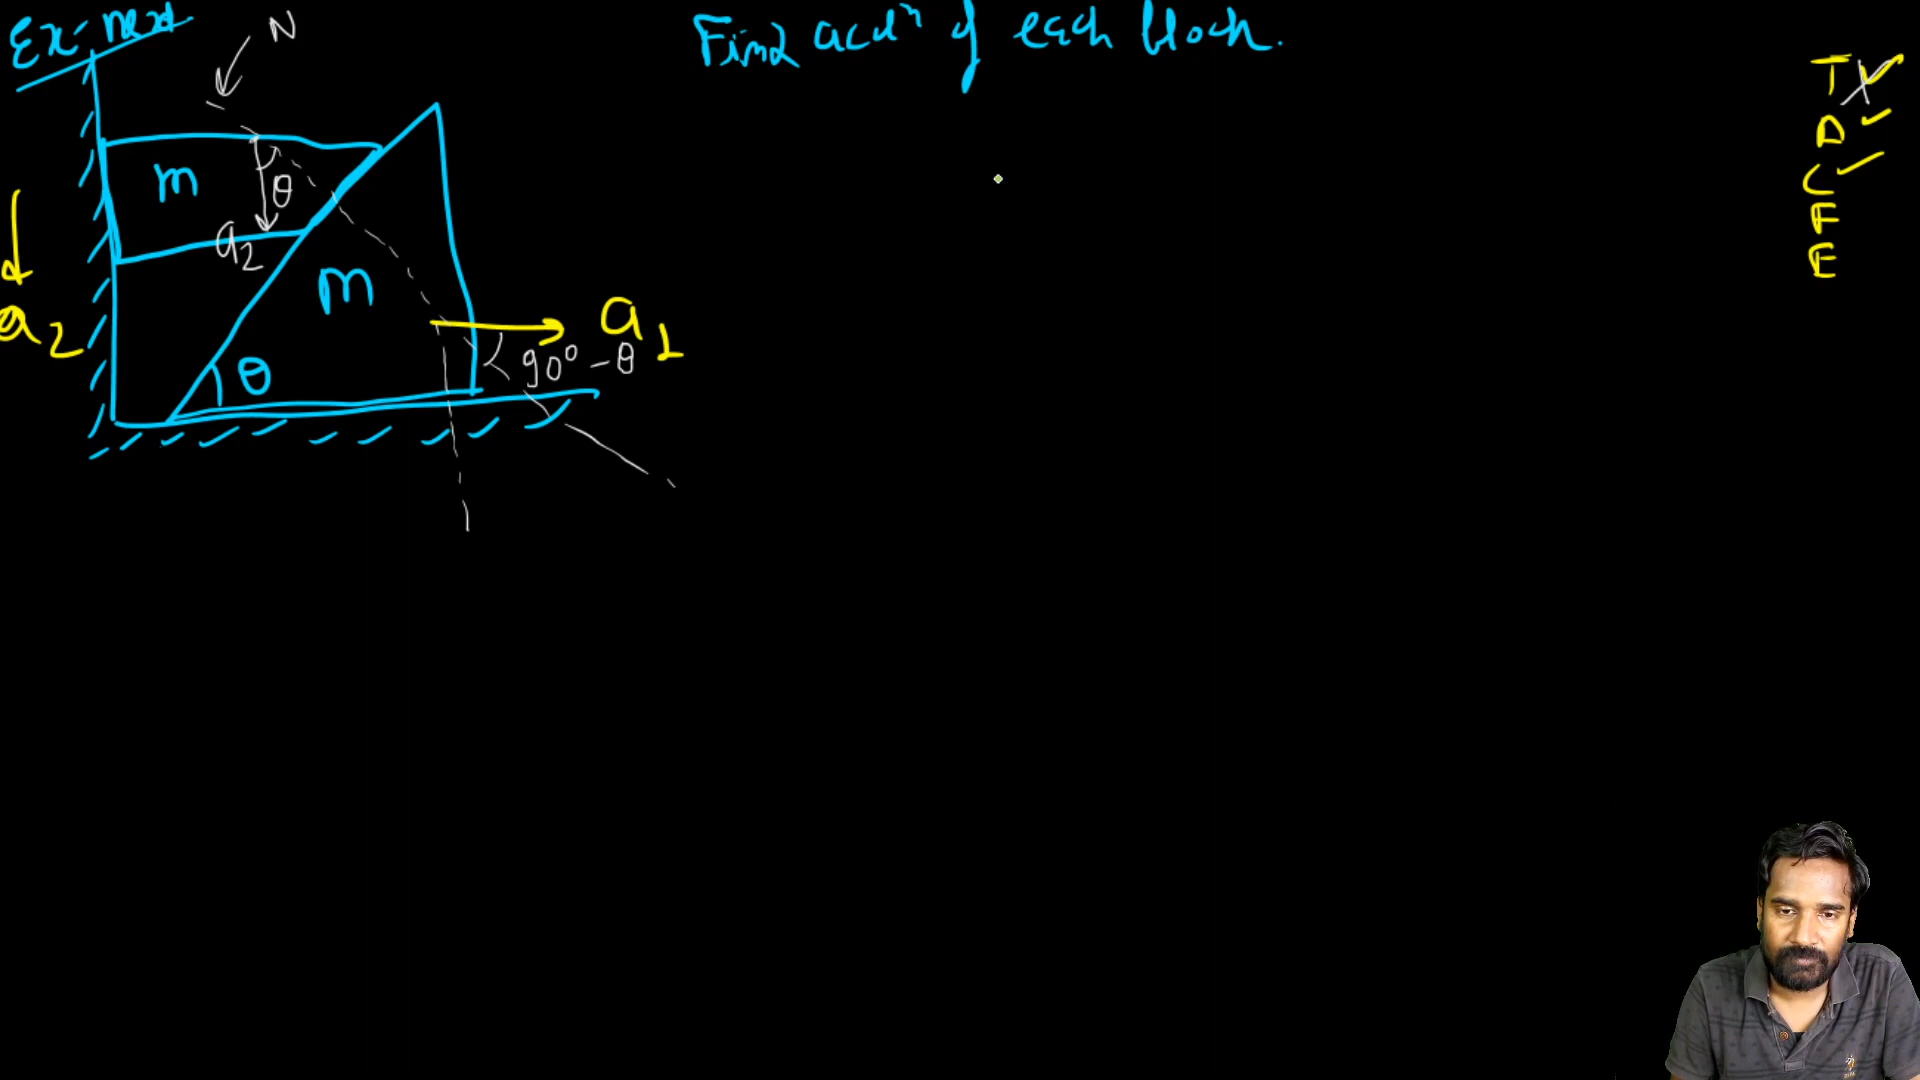 Ex-next
Find accⁿ of each block.
N
T
D
C
F
E
m
θ
a₂
m
a₂
a₁
90° - θ
θ